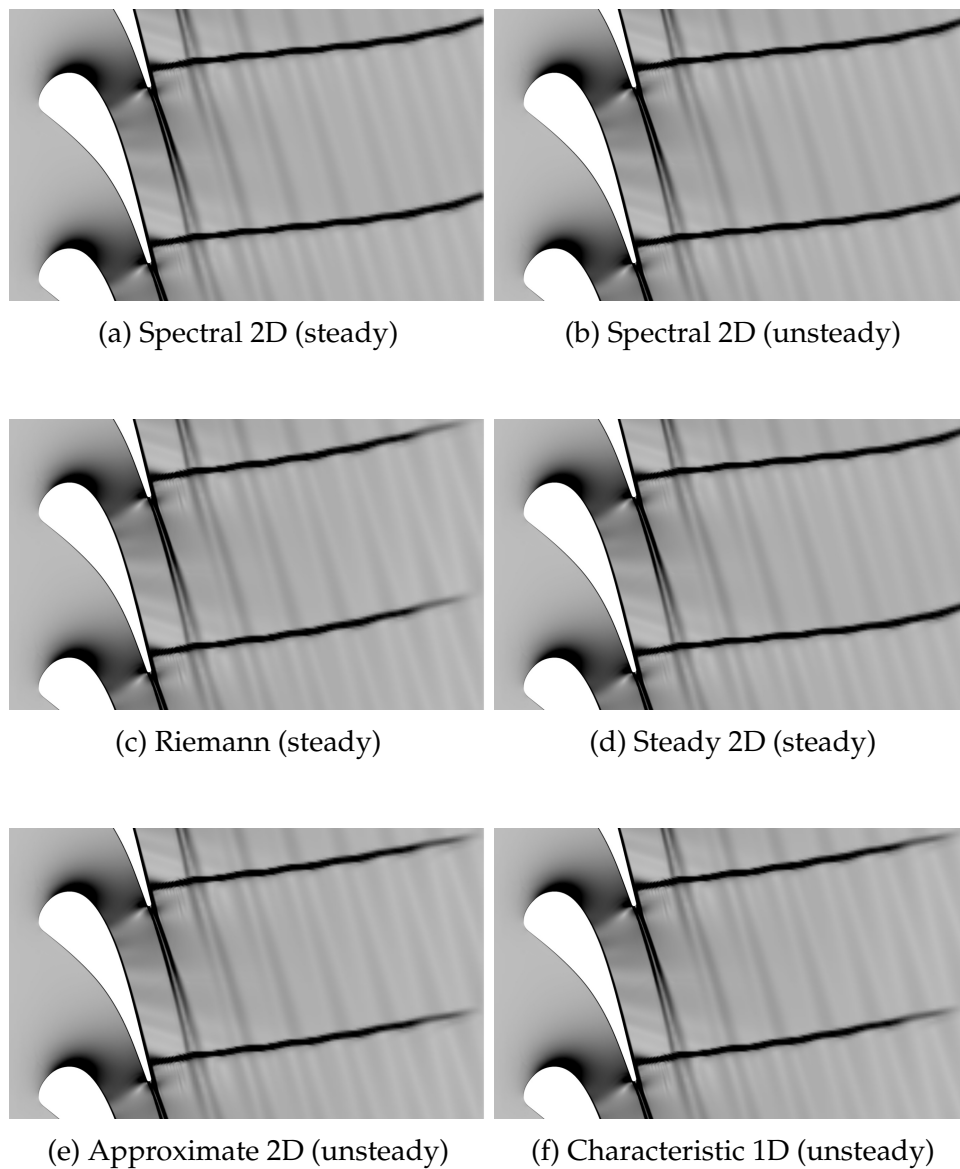 (a) Spectral 2D (steady)
(b) Spectral 2D (unsteady)
(c) Riemann (steady)
(d) Steady 2D (steady)
(e) Approximate 2D (unsteady)
(f) Characteristic 1D (unsteady)